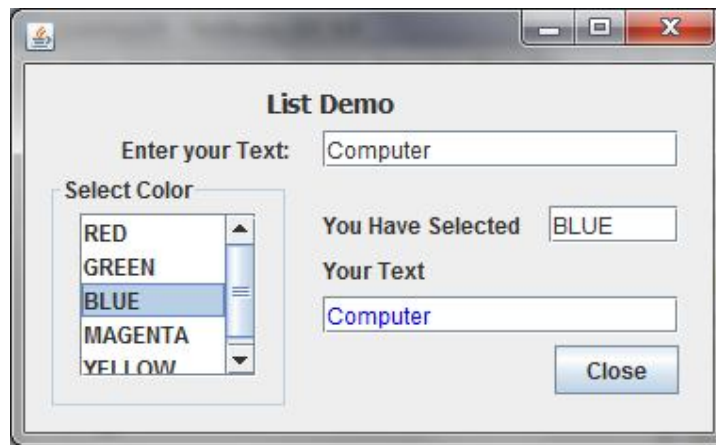 List Demo
Enter your Text: Computer
Select Color
RED
GREEN
BLUE
MAGENTA
YELLOW
You Have Selected BLUE
Your Text
Computer
Close